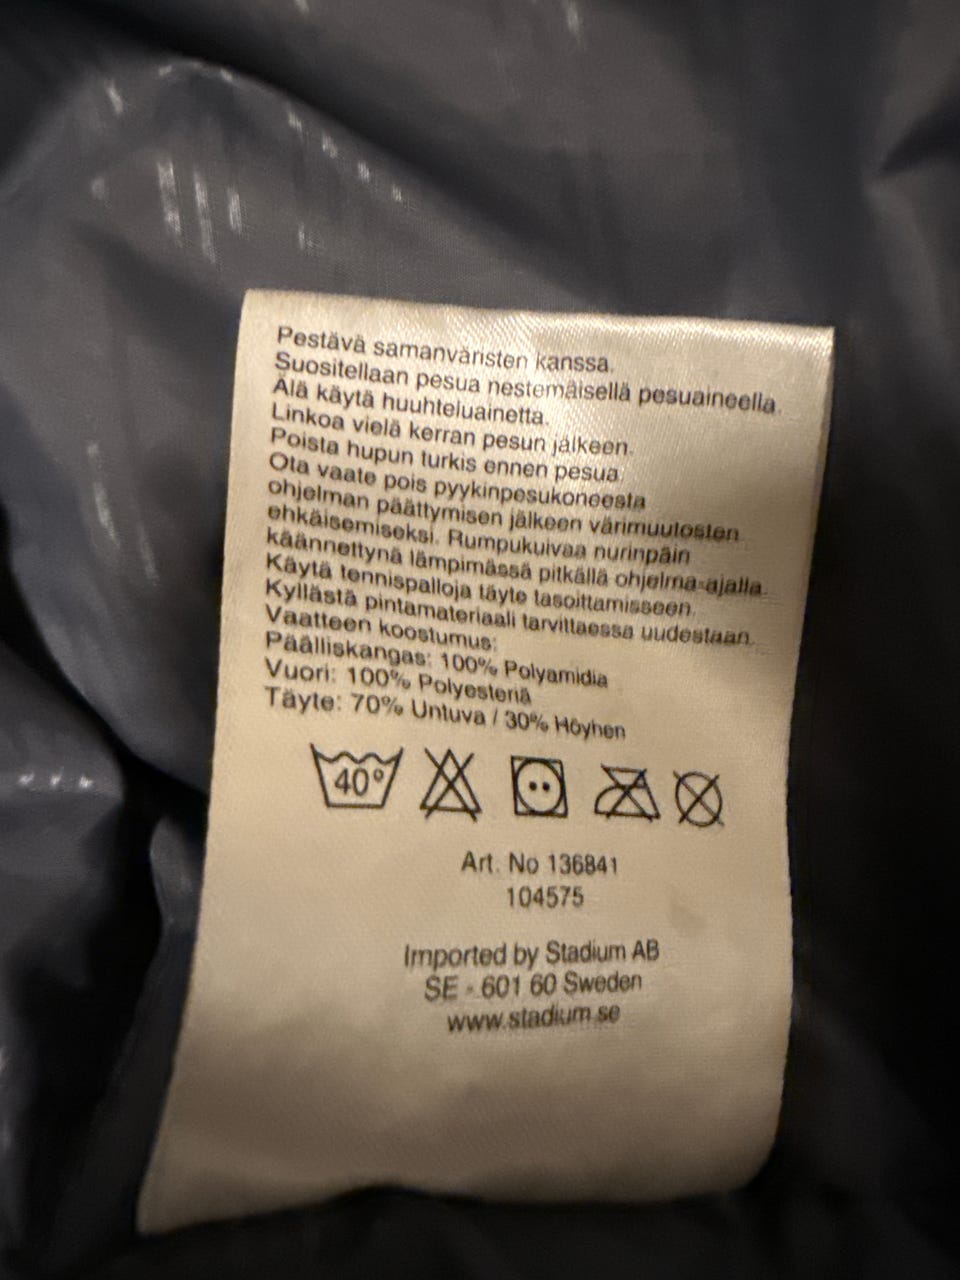 Pestävä samanväristen kanssa.
Suositellaan pesua nestemäisellä pesuaineella.
Älä käytä huuhteluainetta.
Linkoa vielä kerran pesun jälkeen.
Poista hupun turkis ennen pesua
Ota vaate pois pyykinpesukoneesta
ohjelman päättymisen jälkeen värimuutosten
ehkäisemiseksi. Rumpukuivaa nurinpäin
käännettynä lämpimässä pitkällä ohjelma-ajalla.
Käytä tennispalloja täyte tasoittamisseen.
Kyllästä pintamateriaali tarvittaessa uudestaan.
Vaatteen koostumus:
Päälliskangas: 100% Polyamidia
Vuori: 100% Polyesteriä
Täyte: 70% Untuva / 30% Höyhen
40°
Art. No 136841
104575
Imported by Stadium AB
SE - 601 60 Sweden
www.stadium.se